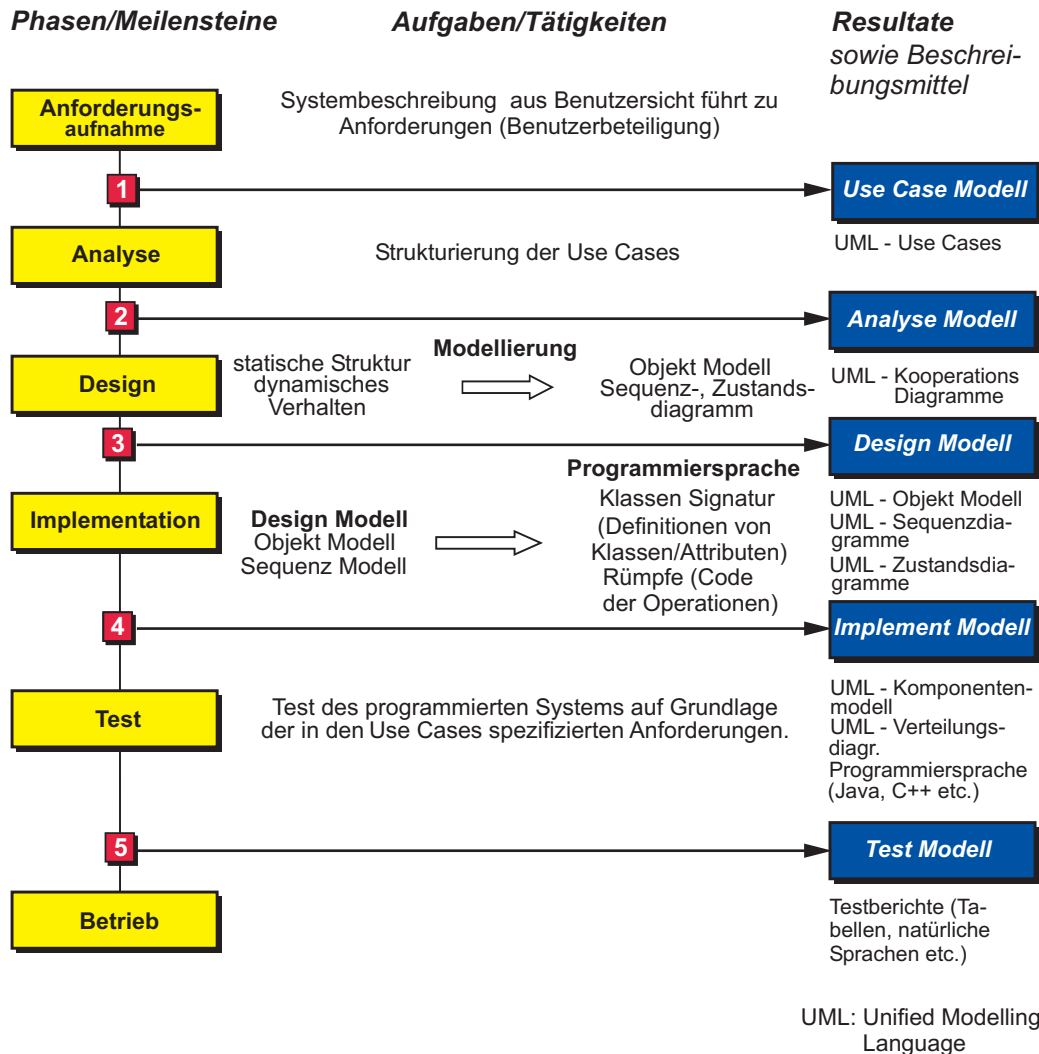 Phasen/Meilensteine
Aufgaben/Tätigkeiten
Resultate
sowie Beschrei-
bungsmittel
Anforderungs-
aufnahme
Systembeschreibung aus Benutzersicht führt zu
Anforderungen (Benutzerbeteiligung)
1
Use Case Modell
UML - Use Cases
Analyse
Strukturierung der Use Cases
2
Analyse Modell
UML - Kooperations
Diagramme
Design
statische Struktur
dynamisches
Verhalten
Modellierung
Objekt Modell
Sequenz-, Zustands-
diagramm
3
Design Modell
UML - Objekt Modell
UML - Sequenzdia-
gramme
UML - Zustandsdia-
gramme
Implementation
Design Modell
Objekt Modell
Sequenz Modell
Programmiersprache
Klassen Signatur
(Definitionen von
Klassen/Attributen)
Rümpfe (Code
der Operationen)
4
Implement Modell
UML - Komponenten-
modell
UML - Verteilungs-
diagr.
Programmiersprache
(Java, C++ etc.)
Test
Test des programmierten Systems auf Grundlage
der in den Use Cases spezifizierten Anforderungen.
5
Test Modell
Testberichte (Ta-
bellen, natürliche
Sprachen etc.)
Betrieb
UML: Unified Modelling
Language